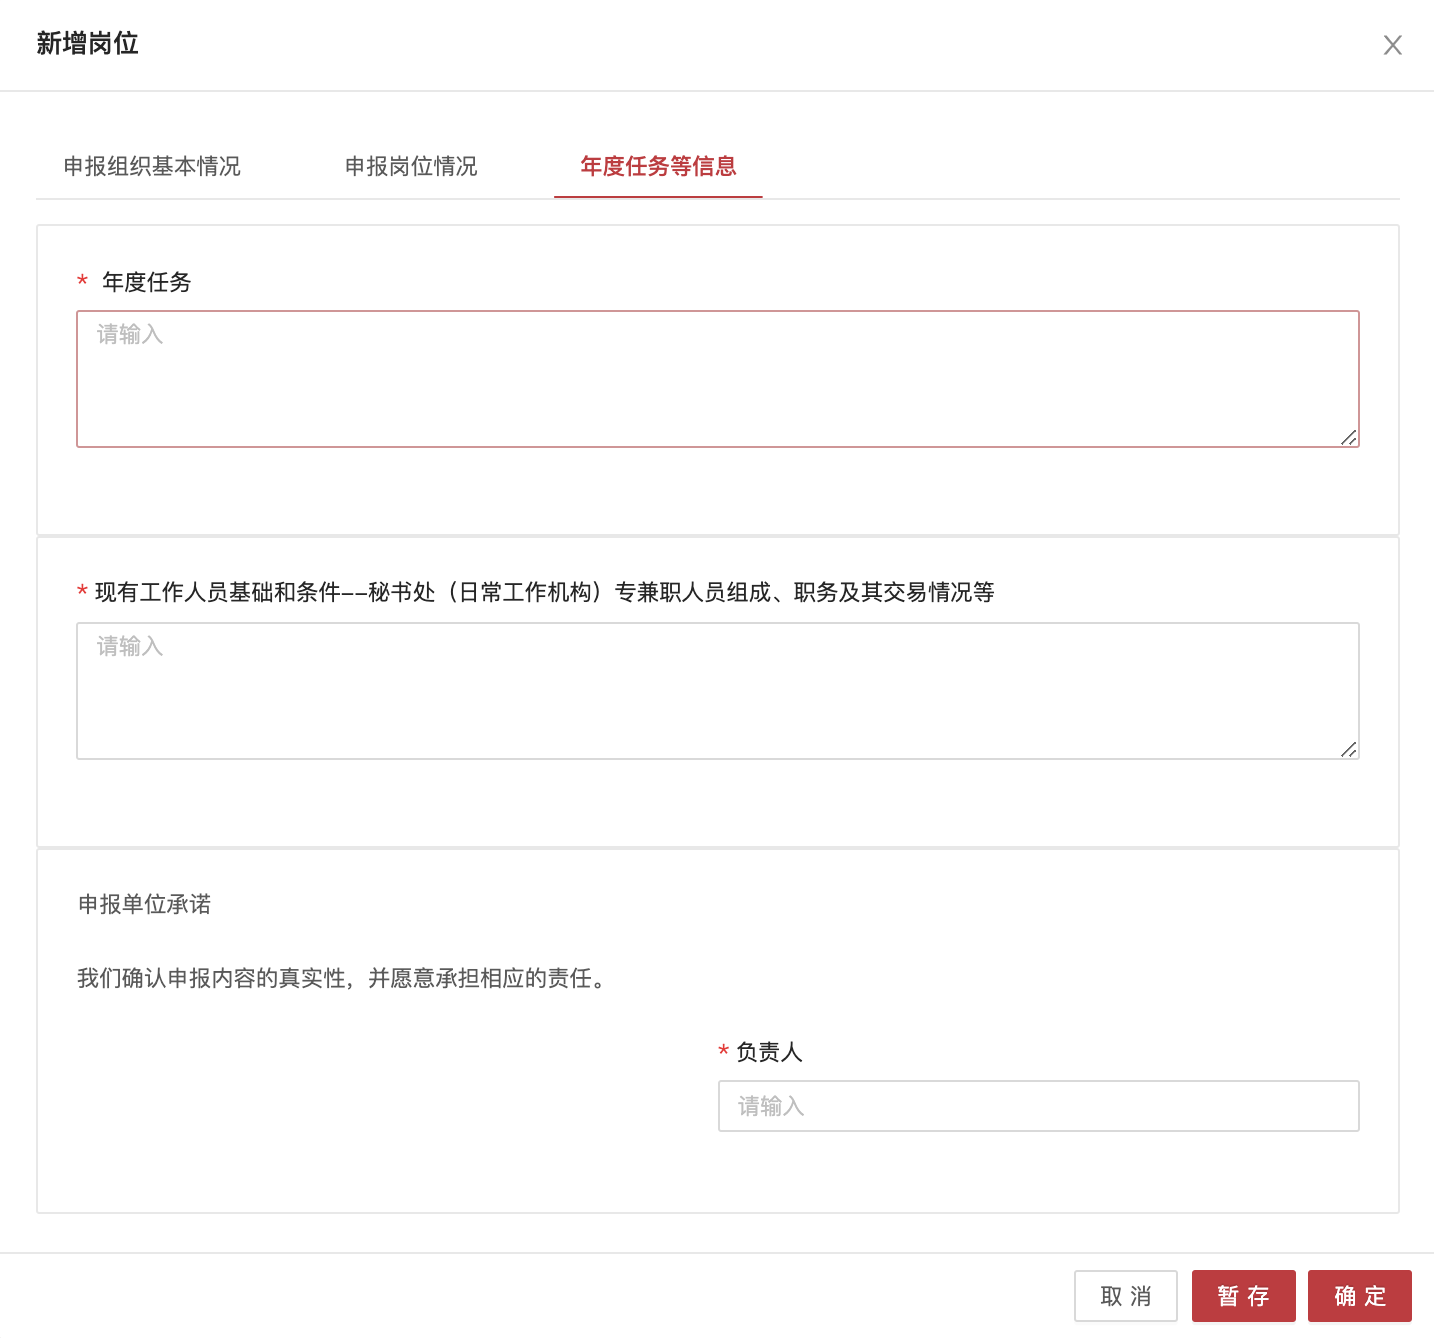 新增岗位
申报组织基本情况 申报岗位情况 年度任务等信息
* 年度任务
请输入
* 现有工作人员基础和条件--秘书处（日常工作机构）专兼职人员组成、职务及其交易情况等
请输入
申报单位承诺
我们确认申报内容的真实性，并愿意承担相应的责任。
* 负责人
请输入
取 消 暂 存 确 定